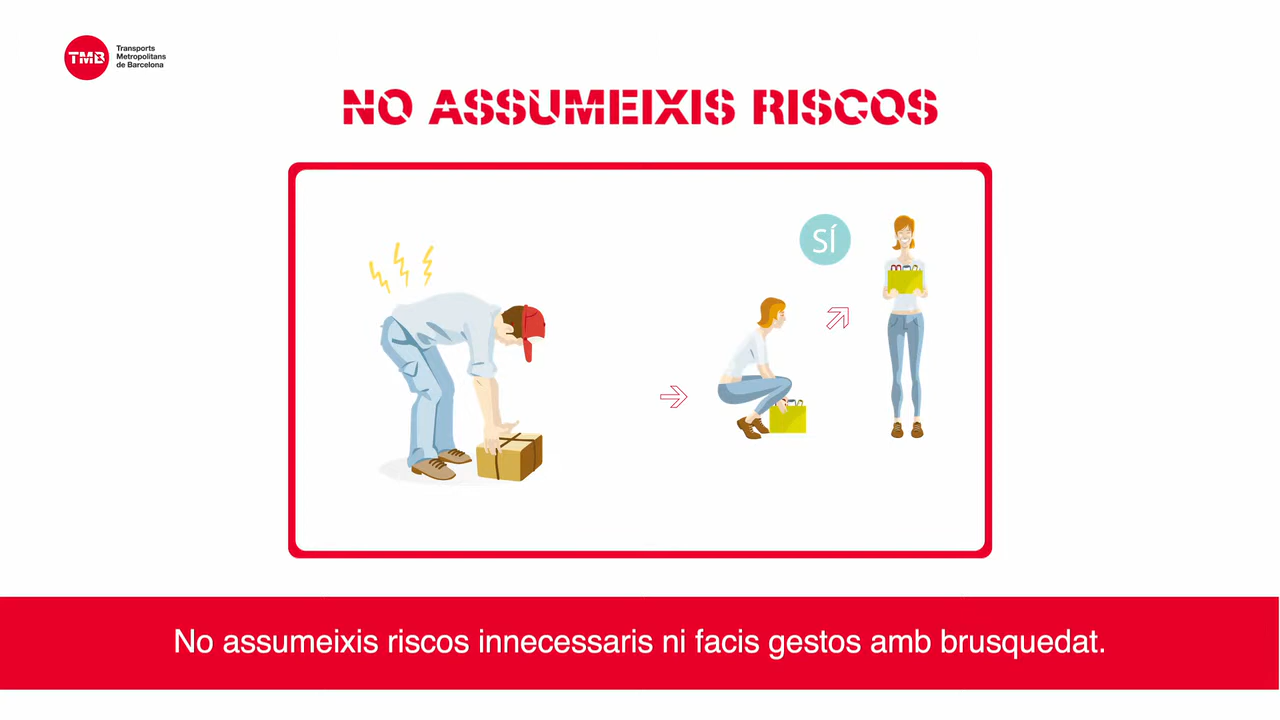 TMB
Transports
Metropolitans
de Barcelona
NO ASSUMEIXIS RISCOS
SÍ
No assumeixis riscos innecessaris ni facis gestos amb brusquedat.